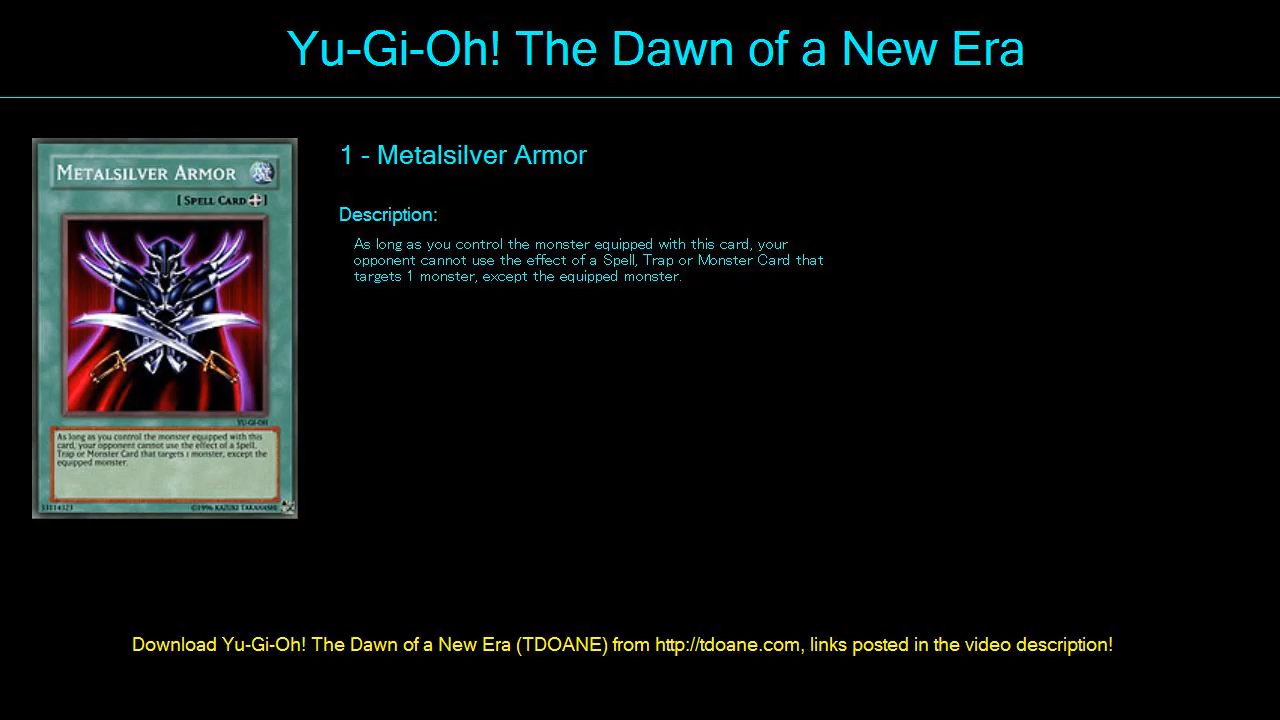 Yu-Gi-Oh! The Dawn of a New Era
METALSILVER ARMOR
[SPELL CARD]
YU-GI-OH
As long as you control the monster equipped with this
card, your opponent cannot use the effect of a Spell,
Trap or Monster Card that targets 1 monster, except the
equipped monster.
33114323
©1996 KAZUKI TAKAHASHI
1 - Metalsilver Armor
Description:
As long as you control the monster equipped with this card, your
opponent cannot use the effect of a Spell, Trap or Monster Card that
targets 1 monster, except the equipped monster.
Download Yu-Gi-Oh! The Dawn of a New Era (TDOANE) from http://tdoane.com, links posted in the video description!